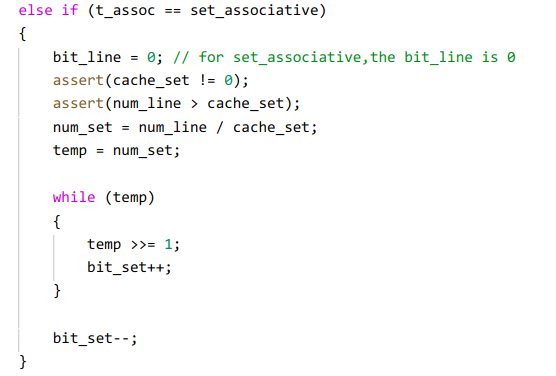 else if (t_assoc == set_associative)
{
bit_line = 0; // for set_associative,the bit_line is 0
assert(cache_set != 0);
assert(num_line > cache_set);
num_set = num_line / cache_set;
temp = num_set;
while (temp)
{
temp >>= 1;
bit_set++;
}
bit_set--;
}